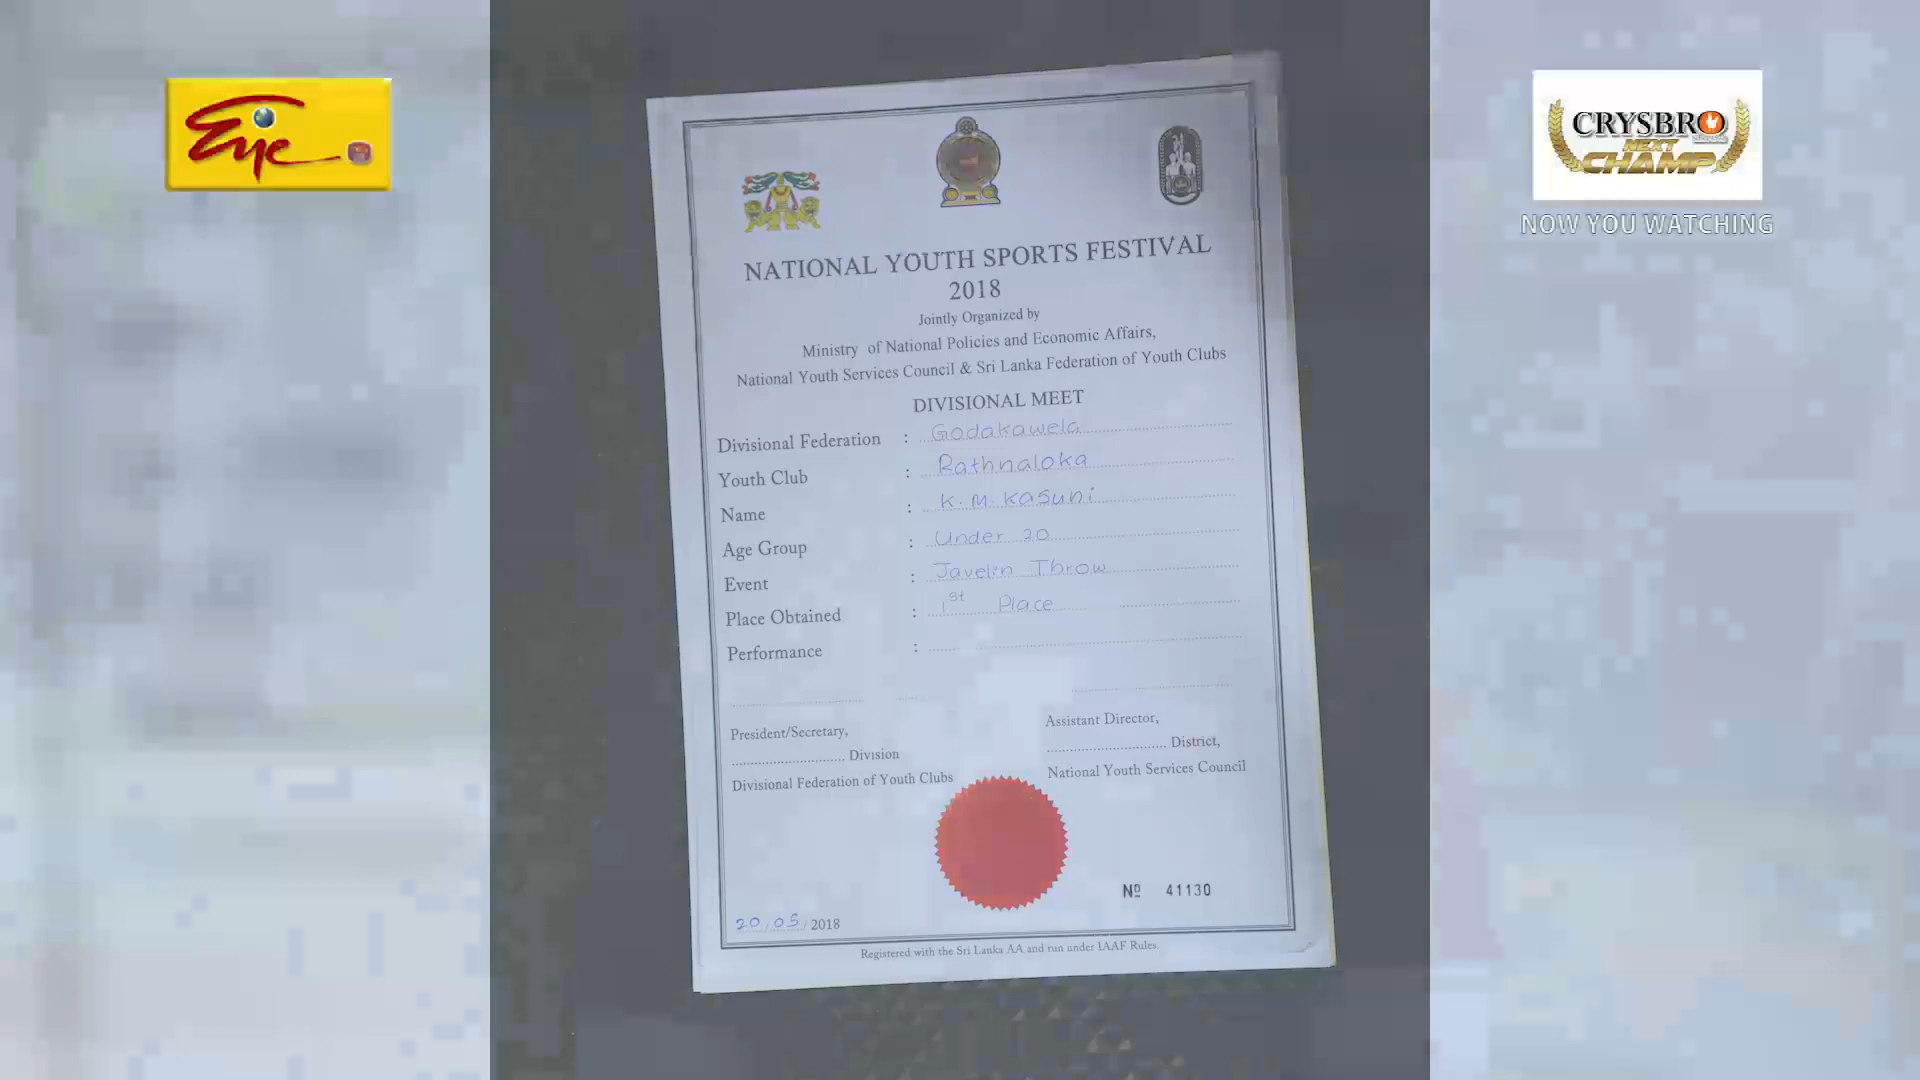 Eye
CRYSBRO
NEXT
CHAMP
NOW YOU WATCHING
NATIONAL YOUTH SPORTS FESTIVAL
2018
Jointly Organized by
Ministry of National Policies and Economic Affairs,
National Youth Services Council & Sri Lanka Federation of Youth Clubs
DIVISIONAL MEET
Divisional Federation : Godakawela
Youth Club : Rathnaloka
Name : K. M. Kasuni
Age Group : Under 20
Event : Javelin Throw
Place Obtained : 1st Place
Performance :
President/Secretary,
Division
Divisional Federation of Youth Clubs
Assistant Director,
District,
National Youth Services Council
Nº 41130
20/05/2018
Registered with the Sri Lanka AA and run under IAAF Rules.